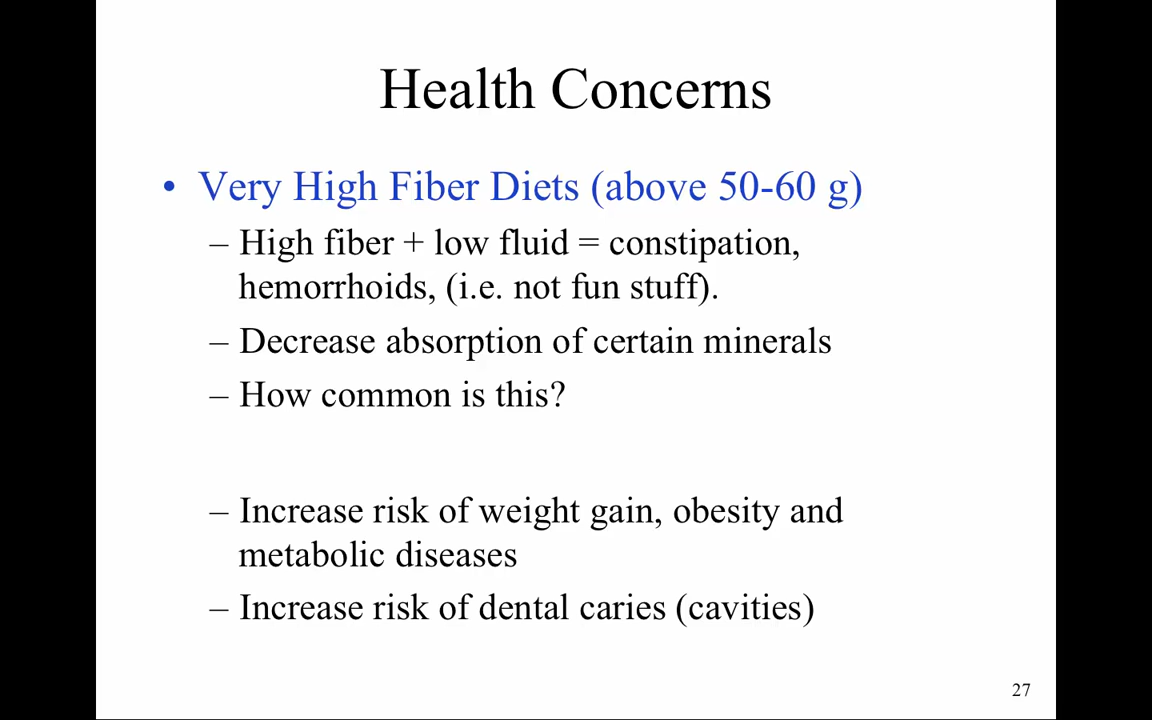 Health Concerns
• Very High Fiber Diets (above 50-60 g)
– High fiber + low fluid = constipation,
hemorrhoids, (i.e. not fun stuff).
– Decrease absorption of certain minerals
– How common is this?
– Increase risk of weight gain, obesity and
metabolic diseases
– Increase risk of dental caries (cavities)
27